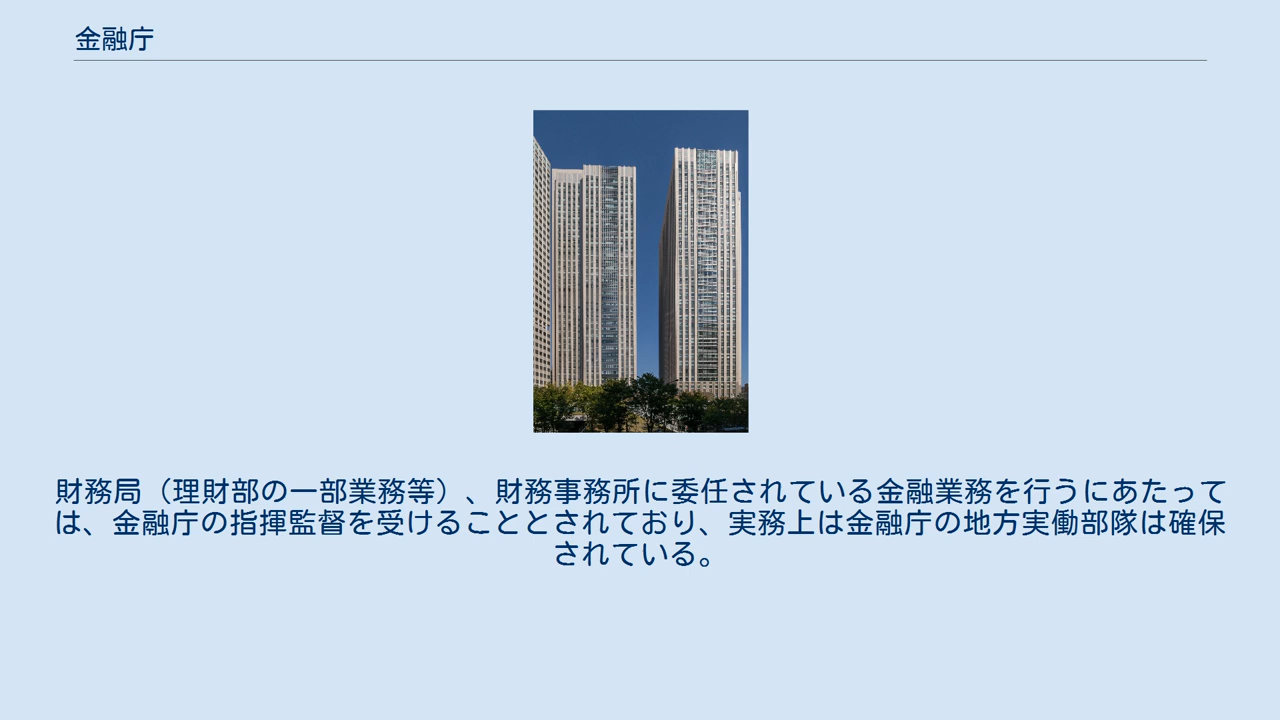 金融庁
財務局（理財部の一部業務等）、財務事務所に委任されている金融業務を行うにあたって
は、金融庁の指揮監督を受けることとされており、実務上は金融庁の地方実働部隊は確保
されている。